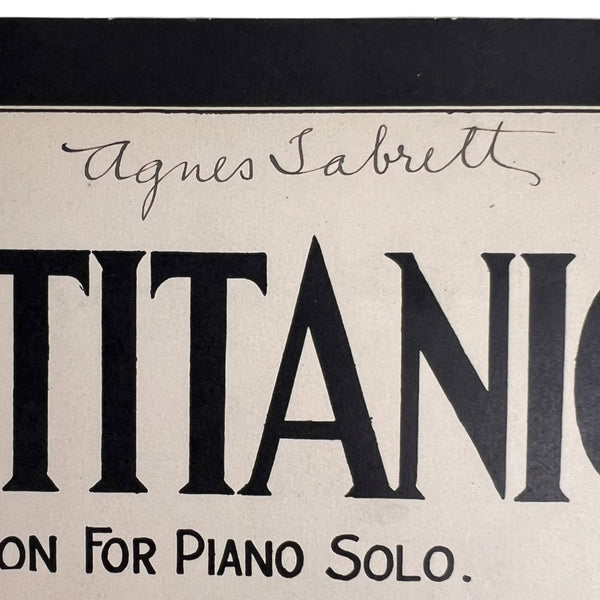 Agnes Tabrett
TITANIC
ON FOR PIANO SOLO.